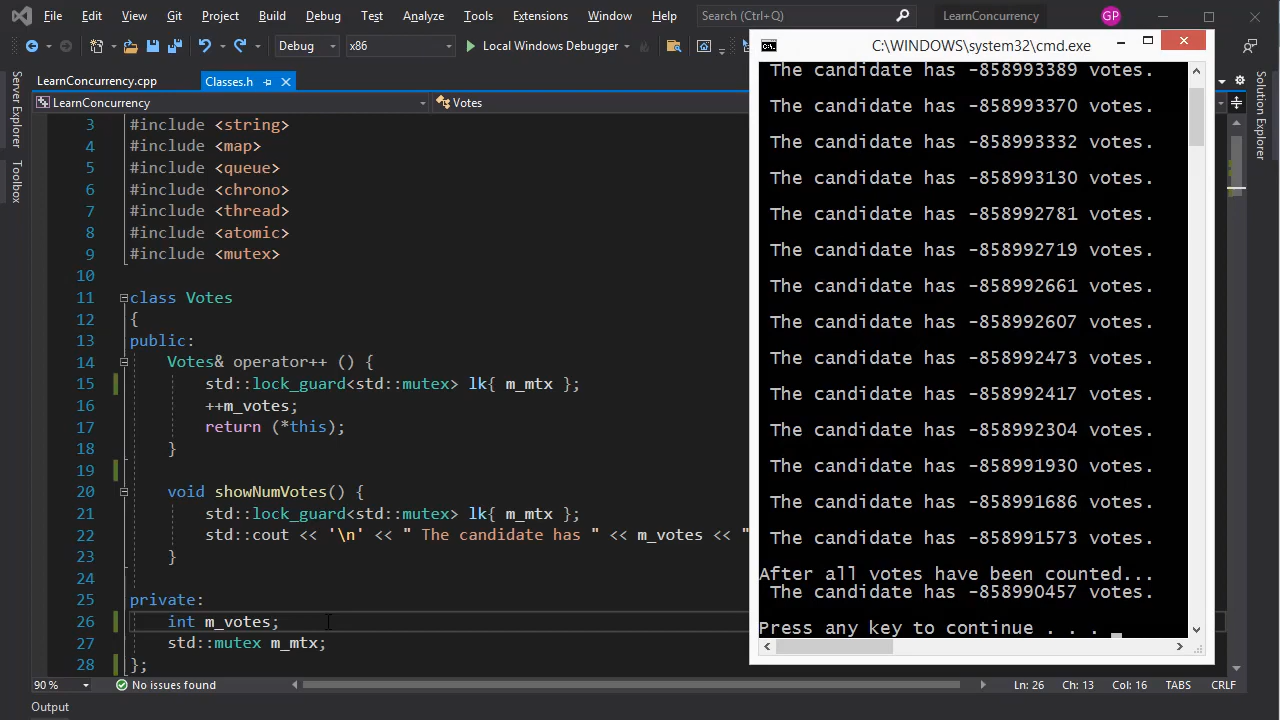 File Edit View Git Project Build Debug Test Analyze Tools Extensions Window Help Search (Ctrl+Q) LearnConcurrency GP
Debug x86 Local Windows Debugger
LearnConcurrency.cpp Classes.h
LearnConcurrency Votes
Server Explorer
Toolbox
3 #include <string>
4 #include <map>
5 #include <queue>
6 #include <chrono>
7 #include <thread>
8 #include <atomic>
9 #include <mutex>
10
11 class Votes
12 {
13 public:
14 Votes& operator++ () {
15 std::lock_guard<std::mutex> lk{ m_mtx };
16 ++m_votes;
17 return (*this);
18 }
19
20 void showNumVotes() {
21 std::lock_guard<std::mutex> lk{ m_mtx };
22 std::cout << '\n' << " The candidate has " << m_votes << "
23 }
24
25 private:
26 int m_votes;
27 std::mutex m_mtx;
28 };
C:\WINDOWS\system32\cmd.exe
The candidate has -858993389 votes.
The candidate has -858993370 votes.
The candidate has -858993332 votes.
The candidate has -858993130 votes.
The candidate has -858992781 votes.
The candidate has -858992719 votes.
The candidate has -858992661 votes.
The candidate has -858992607 votes.
The candidate has -858992473 votes.
The candidate has -858992417 votes.
The candidate has -858992304 votes.
The candidate has -858991930 votes.
The candidate has -858991686 votes.
The candidate has -858991573 votes.
After all votes have been counted...
The candidate has -858990457 votes.
Press any key to continue . . .
Solution Explorer
90 % No issues found Ln: 26 Ch: 13 Col: 16 TABS CRLF
Output